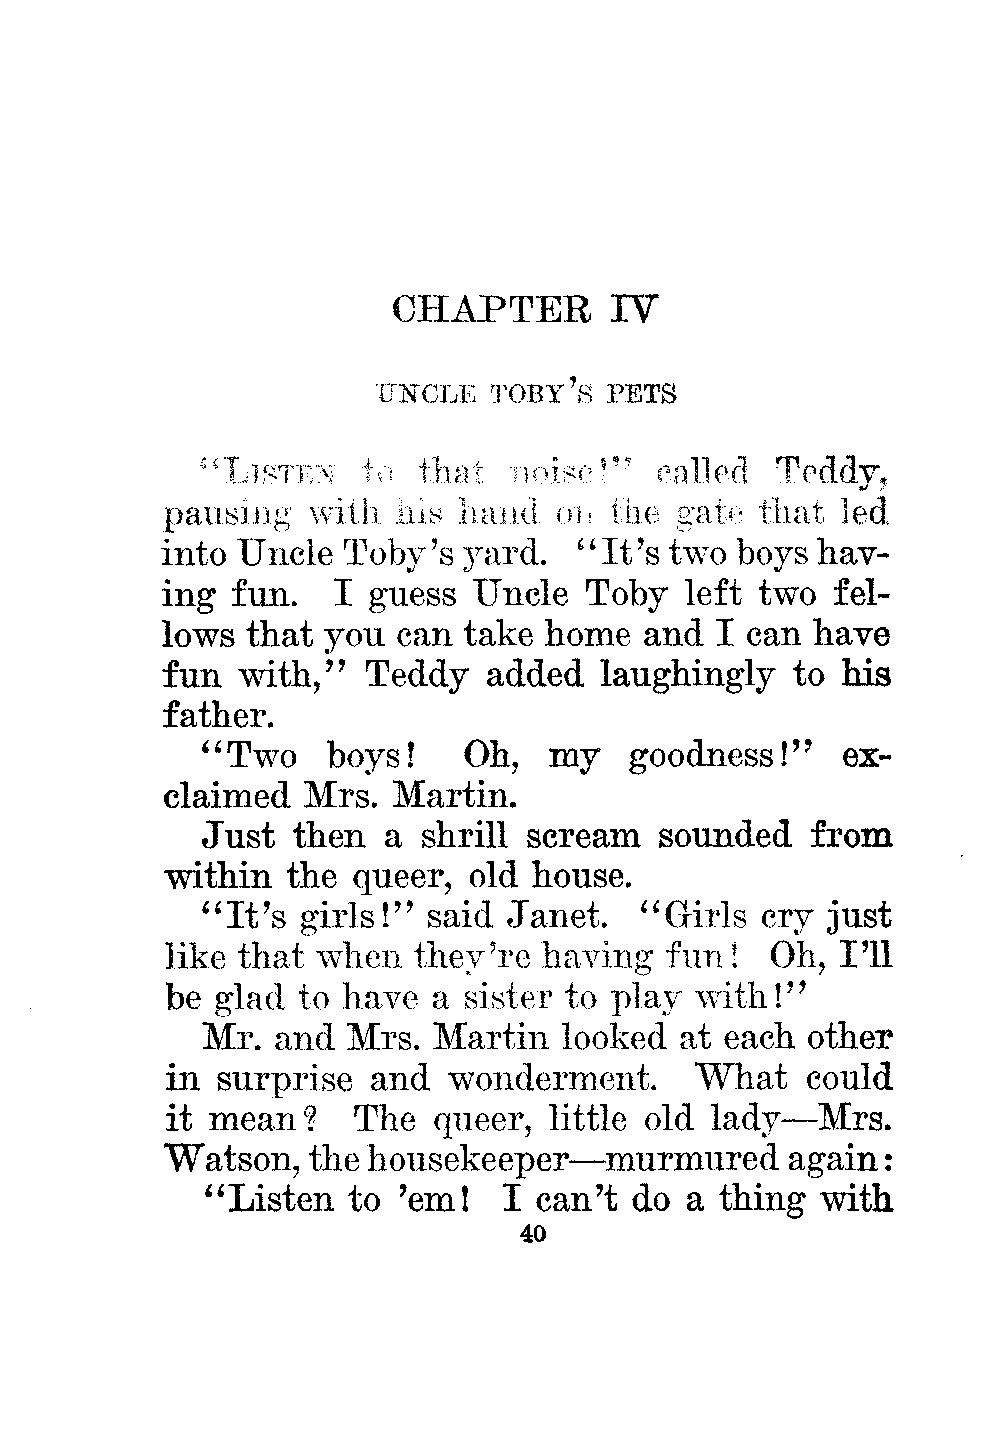 CHAPTER IV
UNCLE TOBY'S PETS
“LISTEN to that noise!” called Teddy,
pausing with his hand on the gate that led
into Uncle Toby's yard. “It's two boys hav-
ing fun. I guess Uncle Toby left two fel-
lows that you can take home and I can have
fun with,” Teddy added laughingly to his
father.
“Two boys! Oh, my goodness!” ex-
claimed Mrs. Martin.
Just then a shrill scream sounded from
within the queer, old house.
“It's girls!” said Janet. “Girls cry just
like that when they're having fun! Oh, I'll
be glad to have a sister to play with!”
Mr. and Mrs. Martin looked at each other
in surprise and wonderment. What could
it mean? The queer, little old lady—Mrs.
Watson, the housekeeper—murmured again:
“Listen to 'em! I can't do a thing with
40